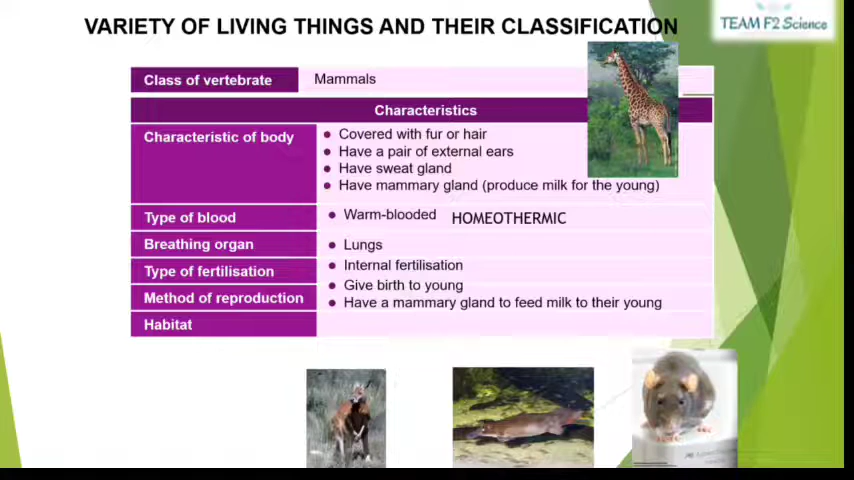 VARIETY OF LIVING THINGS AND THEIR CLASSIFICATION
TEAM F2 Science
Class of vertebrate Mammals
Characteristics
Characteristic of body
Covered with fur or hair
Have a pair of external ears
Have sweat gland
Have mammary gland (produce milk for the young)
Type of blood Warm-blooded HOMEOTHERMIC
Breathing organ Lungs
Type of fertilisation Internal fertilisation
Give birth to young
Method of reproduction Have a mammary gland to feed milk to their young
Habitat